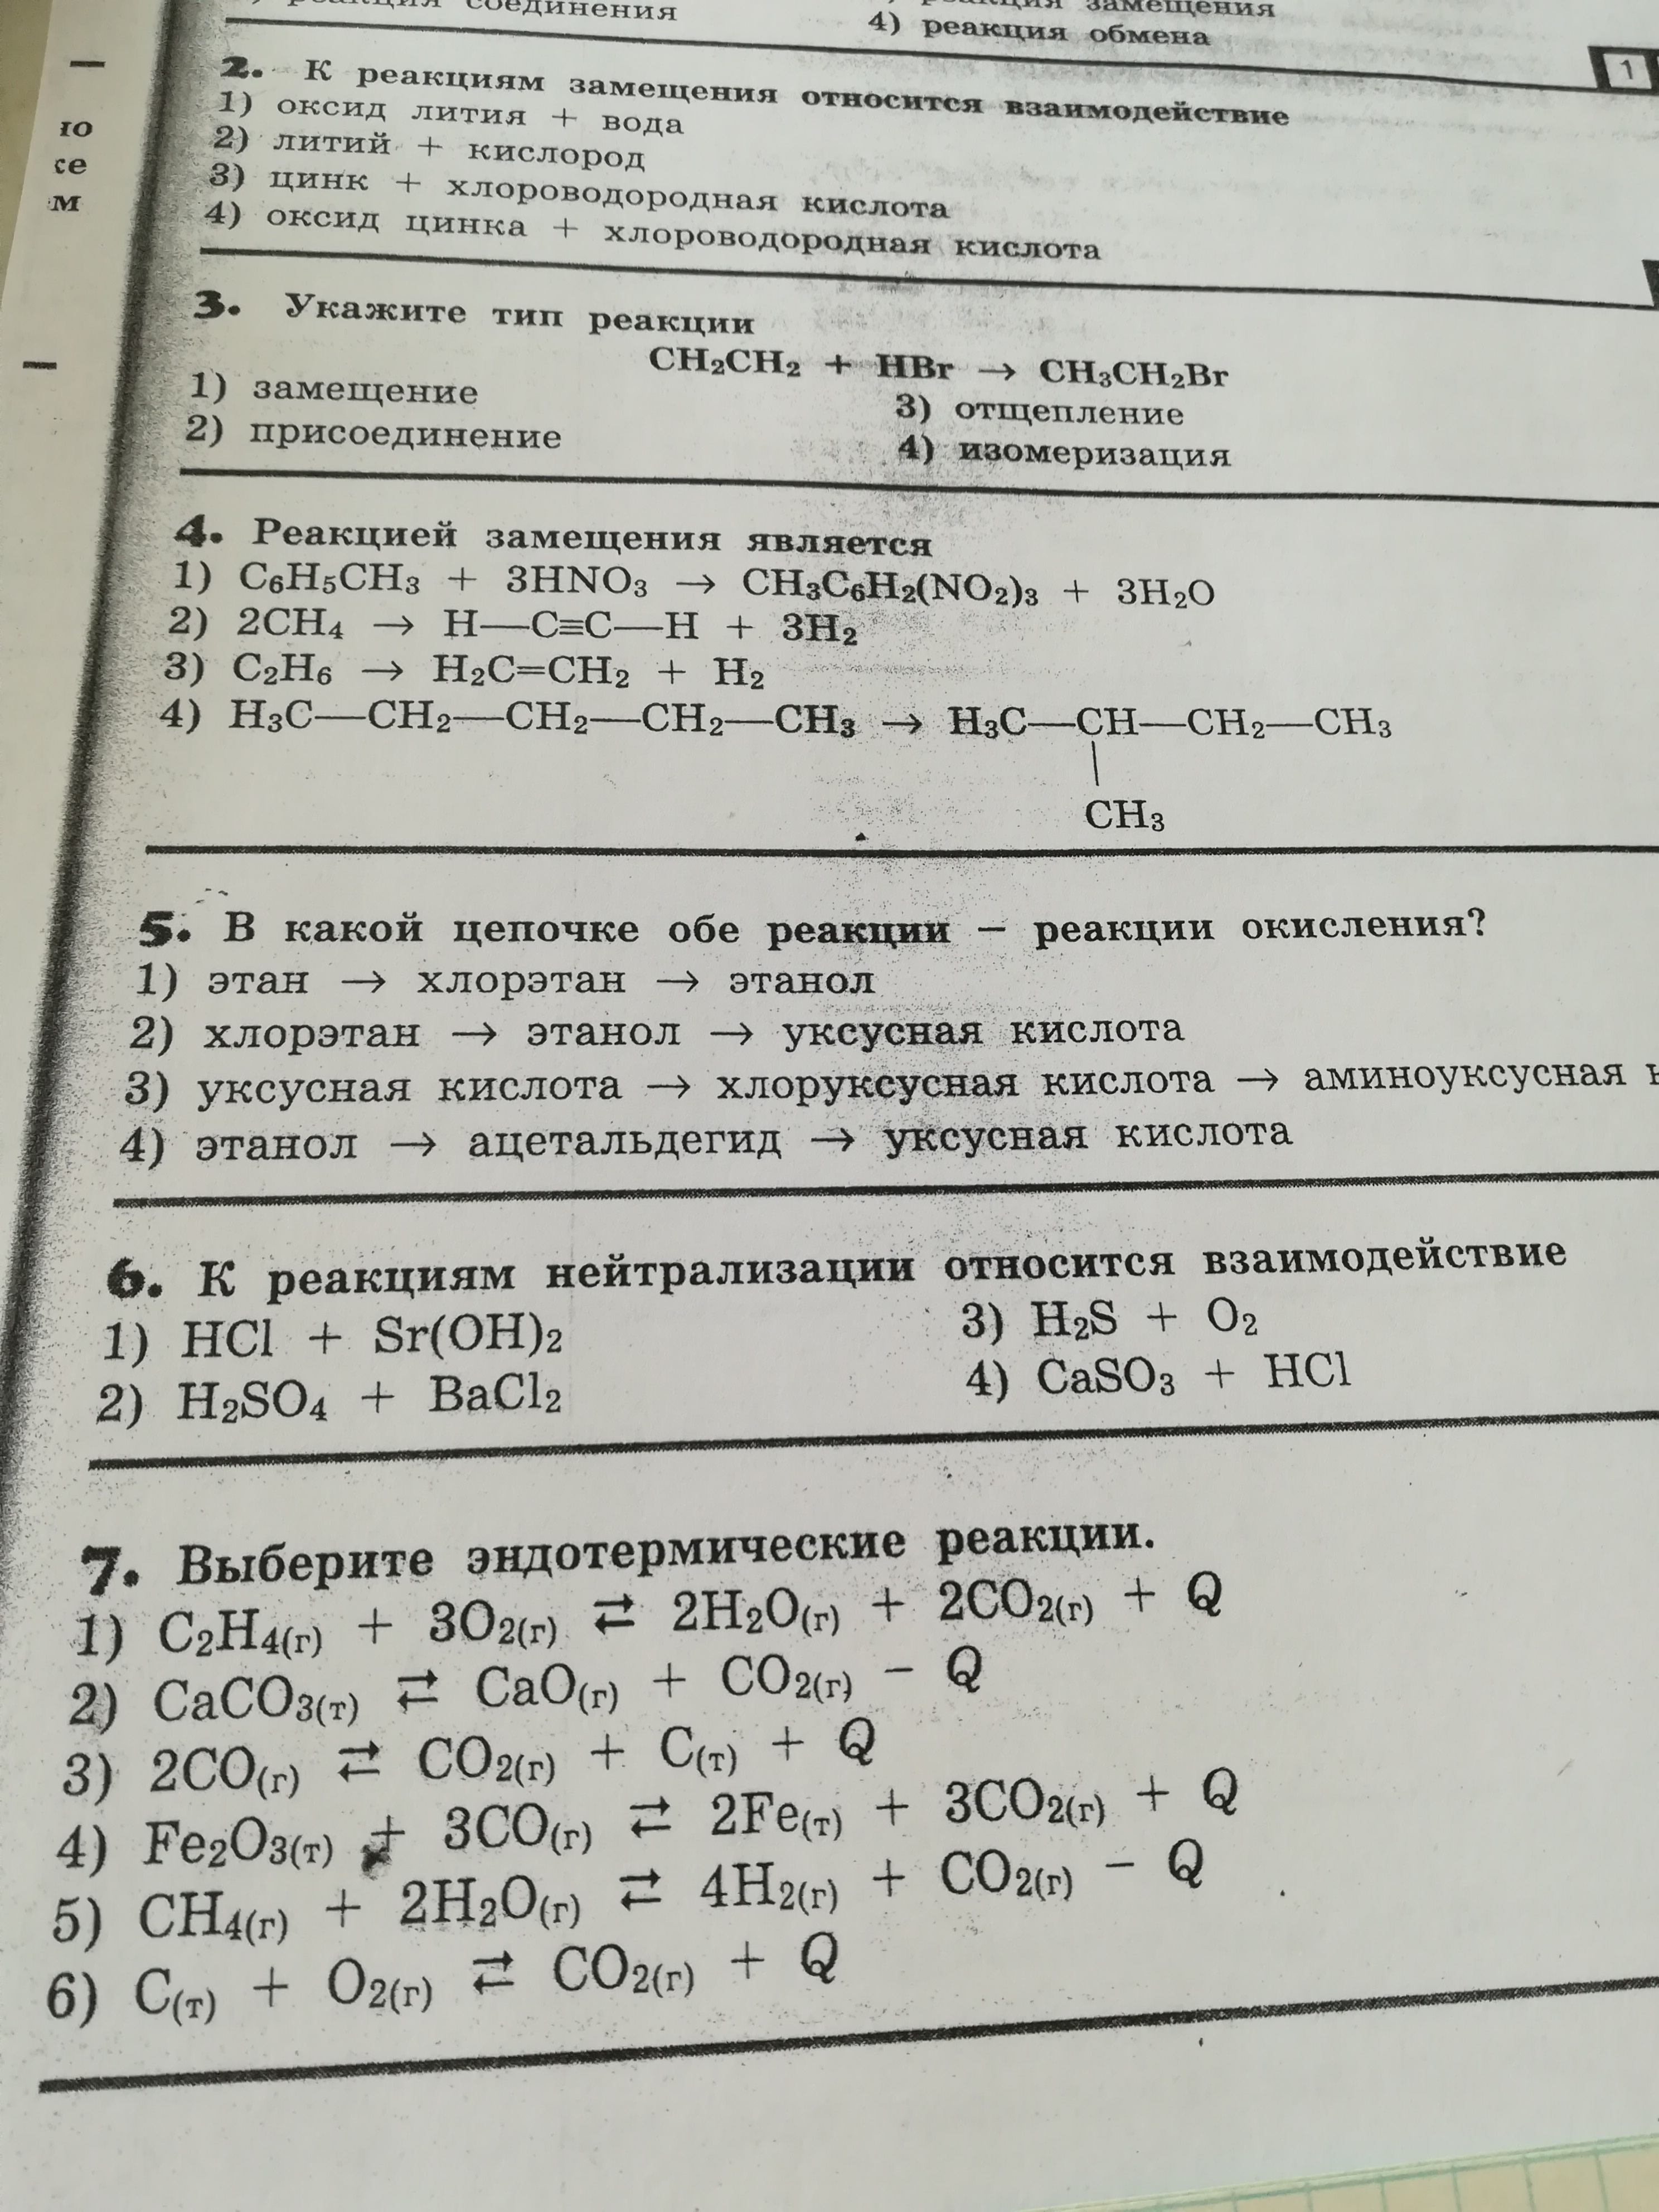 реакция соединения
реакция замещения
4) реакция обмена
1
2. К реакциям замещения относится взаимодействие
1) оксид лития + вода
2) литий + кислород
3) цинк + хлороводородная кислота
4) оксид цинка + хлороводородная кислота
3. Укажите тип реакции
CH₂CH₂ + HBr → CH₃CH₂Br
1) замещение
3) отщепление
2) присоединение
4) изомеризация
4. Реакцией замещения является
1) C₆H₅CH₃ + 3HNO₃ → CH₃C₆H₂(NO₂)₃ + 3H₂O
2) 2CH₄ → H—C≡C—H + 3H₂
3) C₂H₆ → H₂C=CH₂ + H₂
4) H₃C—CH₂—CH₂—CH₂—CH₃ → H₃C—CH—CH₂—CH₃
CH₃
5. В какой цепочке обе реакции – реакции окисления?
1) этан → хлорэтан → этанол
2) хлорэтан → этанол → уксусная кислота
3) уксусная кислота → хлоруксусная кислота → аминоуксусная
4) этанол → ацетальдегид → уксусная кислота
6. К реакциям нейтрализации относится взаимодействие
1) HCl + Sr(OH)₂
3) H₂S + O₂
2) H₂SO₄ + BaCl₂
4) CaSO₃ + HCl
7. Выберите эндотермические реакции.
1) C₂H₄(г) + 3O₂(г) ⇄ 2H₂O(г) + 2CO₂(г) + Q
2) CaCO₃(т) ⇄ CaO(г) + CO₂(г) – Q
3) 2CO(г) ⇄ CO₂(г) + C(т) + Q
4) Fe₂O₃(т) + 3CO(г) ⇄ 2Fe(т) + 3CO₂(г) + Q
5) CH₄(г) + 2H₂O(г) ⇄ 4H₂(г) + CO₂(г) – Q
6) C(т) + O₂(г) ⇄ CO₂(г) + Q